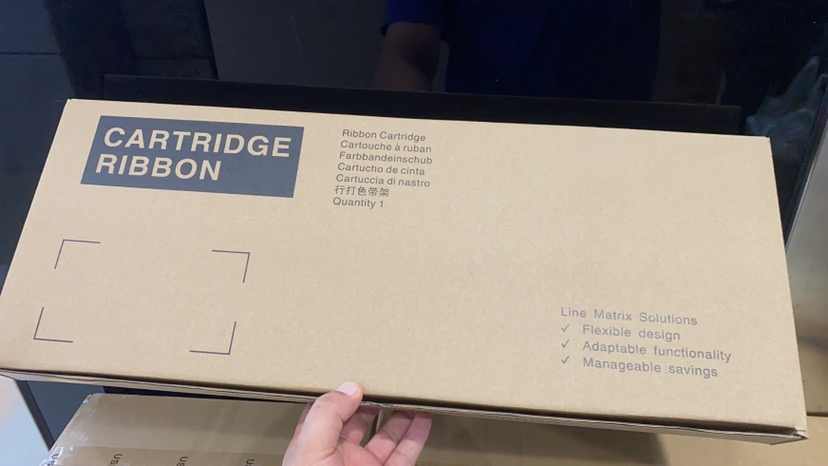 CARTRIDGE
RIBBON
Ribbon Cartridge
Cartouche à ruban
Farbbandeinschub
Cartucho de cinta
Cartuccia di nastro
行打色带架
Quantity 1
Line Matrix Solutions
✓ Flexible design
✓ Adaptable functionality
✓ Manageable savings